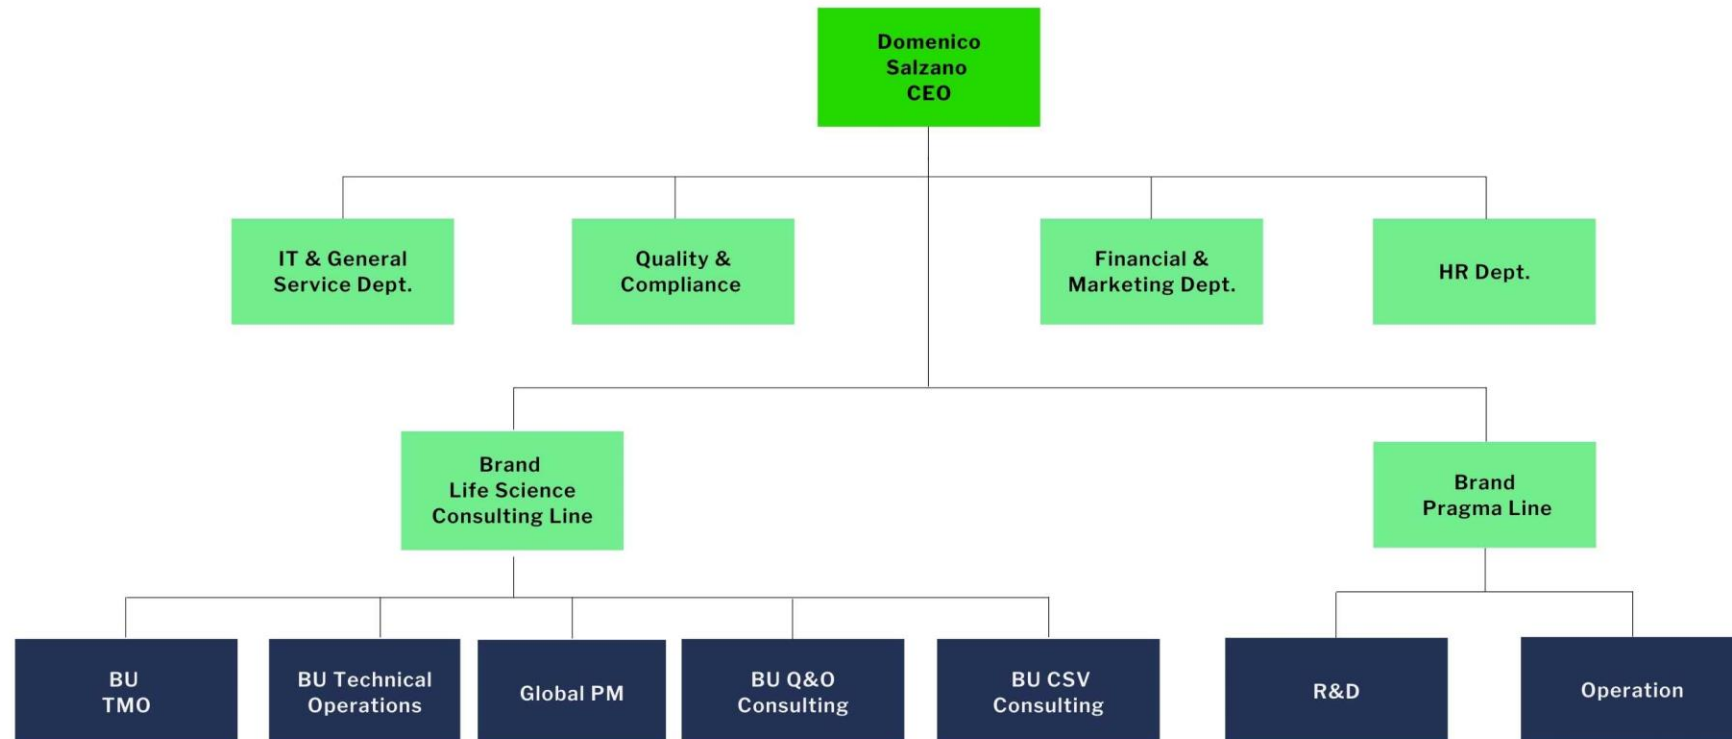 Domenico
Salzano
CEO
IT & General
Service Dept.
Quality &
Compliance
Financial &
Marketing Dept.
HR Dept.
Brand
Life Science
Consulting Line
Brand
Pragma Line
BU
TMO
BU Technical
Operations
Global PM
BU Q&O
Consulting
BU CSV
Consulting
R&D
Operation